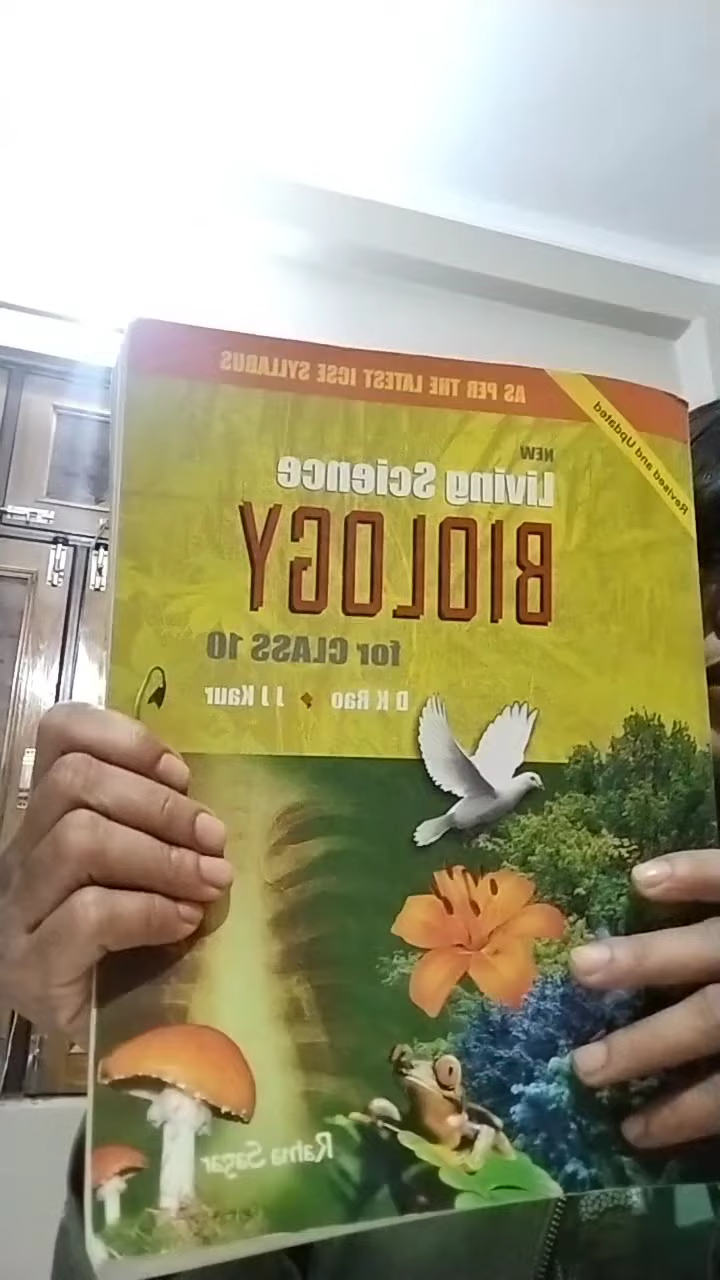 AS PER THE LATEST ICSE SYLLABUS
Revised and Updated
NEW
Living Science
BIOLOGY
for CLASS 10
D K Rao ♦ J J Kaur
Ratna Sagar